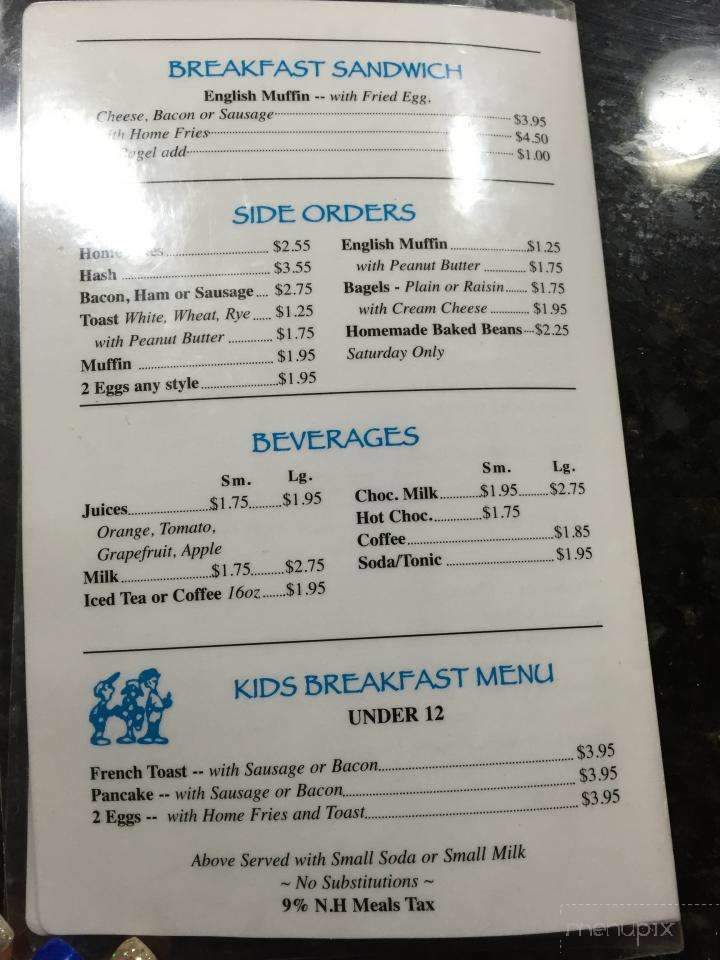 BREAKFAST SANDWICH
English Muffin -- with Fried Egg,
Cheese, Bacon or Sausage $3.95
with Home Fries $4.50
Bagel add $1.00
SIDE ORDERS
Home Fries $2.55
Hash $3.55
Bacon, Ham or Sausage $2.75
Toast White, Wheat, Rye $1.25
with Peanut Butter $1.75
Muffin $1.95
2 Eggs any style $1.95
English Muffin $1.25
with Peanut Butter $1.75
Bagels - Plain or Raisin $1.75
with Cream Cheese $1.95
Homemade Baked Beans $2.25
Saturday Only
BEVERAGES
Sm. Lg.
Juices $1.75 $1.95
Orange, Tomato,
Grapefruit, Apple
Milk $1.75 $2.75
Iced Tea or Coffee 16oz $1.95
Sm. Lg.
Choc. Milk $1.95 $2.75
Hot Choc. $1.75
Coffee $1.85
Soda/Tonic $1.95
KIDS BREAKFAST MENU
UNDER 12
French Toast -- with Sausage or Bacon $3.95
Pancake -- with Sausage or Bacon $3.95
2 Eggs -- with Home Fries and Toast $3.95
Above Served with Small Soda or Small Milk
~ No Substitutions ~
9% N.H Meals Tax
menupix